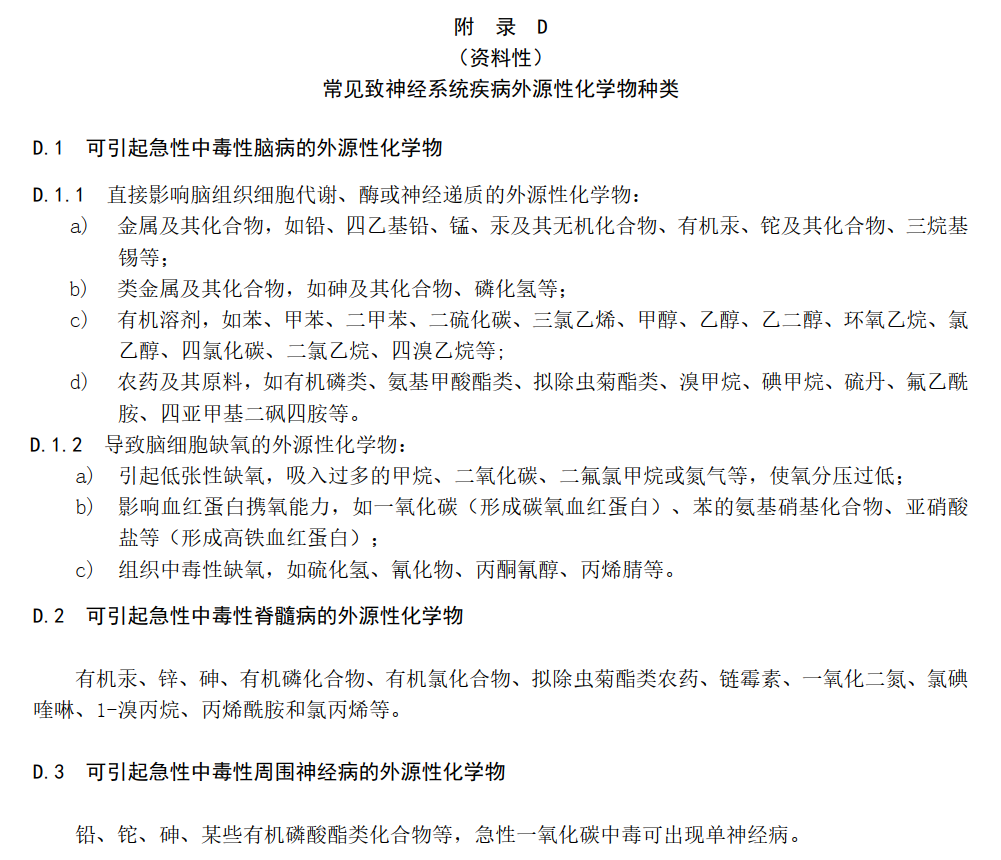 附 录 D
（资料性）
常见致神经系统疾病外源性化学物种类
D.1 可引起急性中毒性脑病的外源性化学物
D.1.1 直接影响脑组织细胞代谢、酶或神经递质的外源性化学物：
a) 金属及其化合物，如铅、四乙基铅、锰、汞及其无机化合物、有机汞、铊及其化合物、三烷基
锡等；
b) 类金属及其化合物，如砷及其化合物、磷化氢等；
c) 有机溶剂，如苯、甲苯、二甲苯、二硫化碳、三氯乙烯、甲醇、乙醇、乙二醇、环氧乙烷、氯
乙醇、四氯化碳、二氯乙烷、四溴乙烷等；
d) 农药及其原料，如有机磷类、氨基甲酸酯类、拟除虫菊酯类、溴甲烷、碘甲烷、硫丹、氟乙酰
胺、四亚甲基二砜四胺等。
D.1.2 导致脑细胞缺氧的外源性化学物：
a) 引起低张性缺氧，吸入过多的甲烷、二氧化碳、二氟氯甲烷或氮气等，使氧分压过低；
b) 影响血红蛋白携氧能力，如一氧化碳（形成碳氧血红蛋白）、苯的氨基硝基化合物、亚硝酸
盐等（形成高铁血红蛋白）；
c) 组织中毒性缺氧，如硫化氢、氰化物、丙酮氰醇、丙烯腈等。
D.2 可引起急性中毒性脊髓病的外源性化学物
有机汞、锌、砷、有机磷化合物、有机氯化合物、拟除虫菊酯类农药、链霉素、一氧化二氮、氯碘
喹啉、1-溴丙烷、丙烯酰胺和氯丙烯等。
D.3 可引起急性中毒性周围神经病的外源性化学物
铅、铊、砷、某些有机磷酸酯类化合物等，急性一氧化碳中毒可出现单神经病。